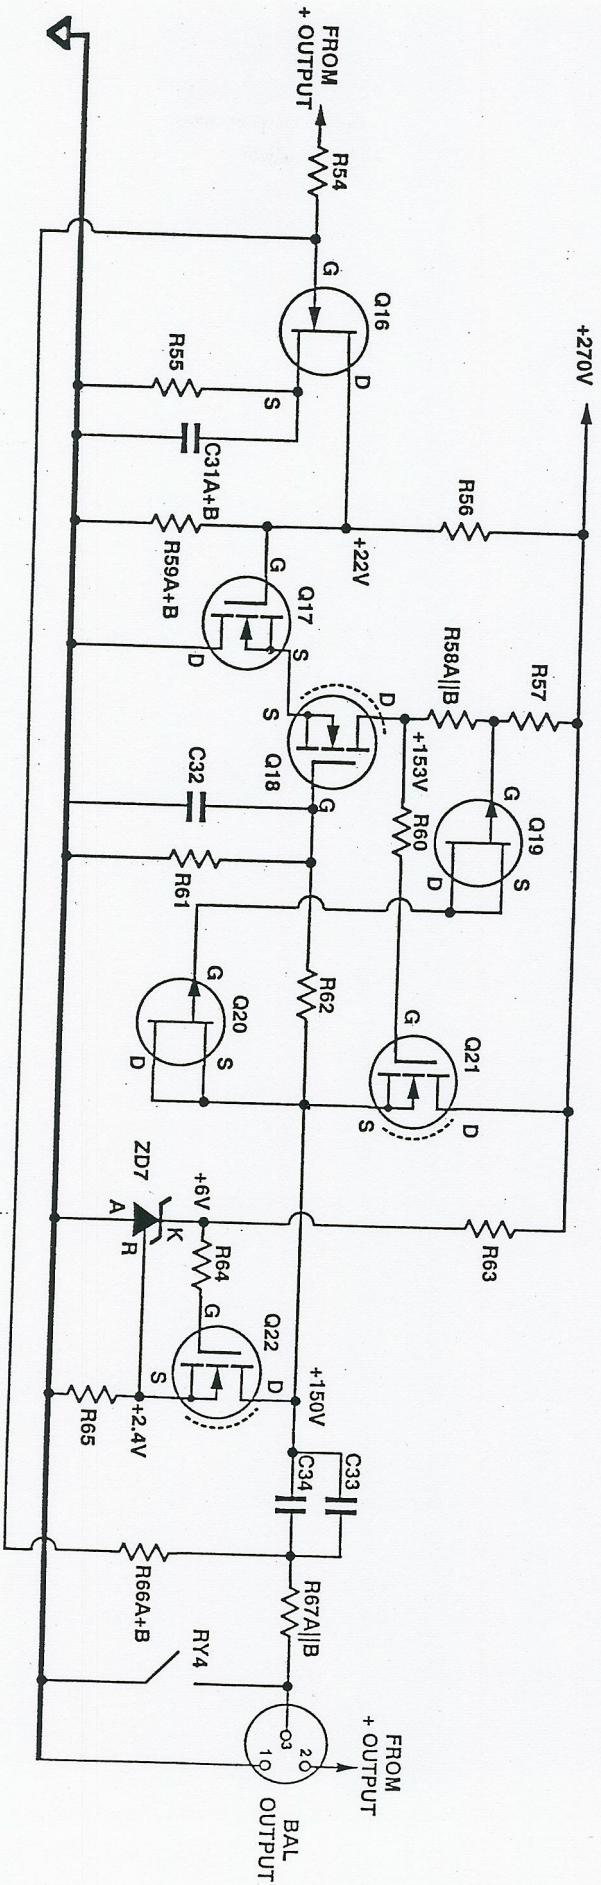 FROM
+ OUTPUT
R54
G
Q16
D
S
R55
C31A+B
+270V
R56
+22V
R59A+B
G
Q17
S
D
R57
R58A||B
D
+153V
S
Q18
G
C32
R61
R60
Q19
G
D
S
R62
G
Q20
D
S
Q21
G
S
D
R63
+6V
ZD7
K
A
R
R64
G
Q22
S
D
+2.4V
R65
+150V
C33
C34
R66A+B
R67A||B
RY4
3
2
1
FROM
+ OUTPUT
BAL
OUTPUT